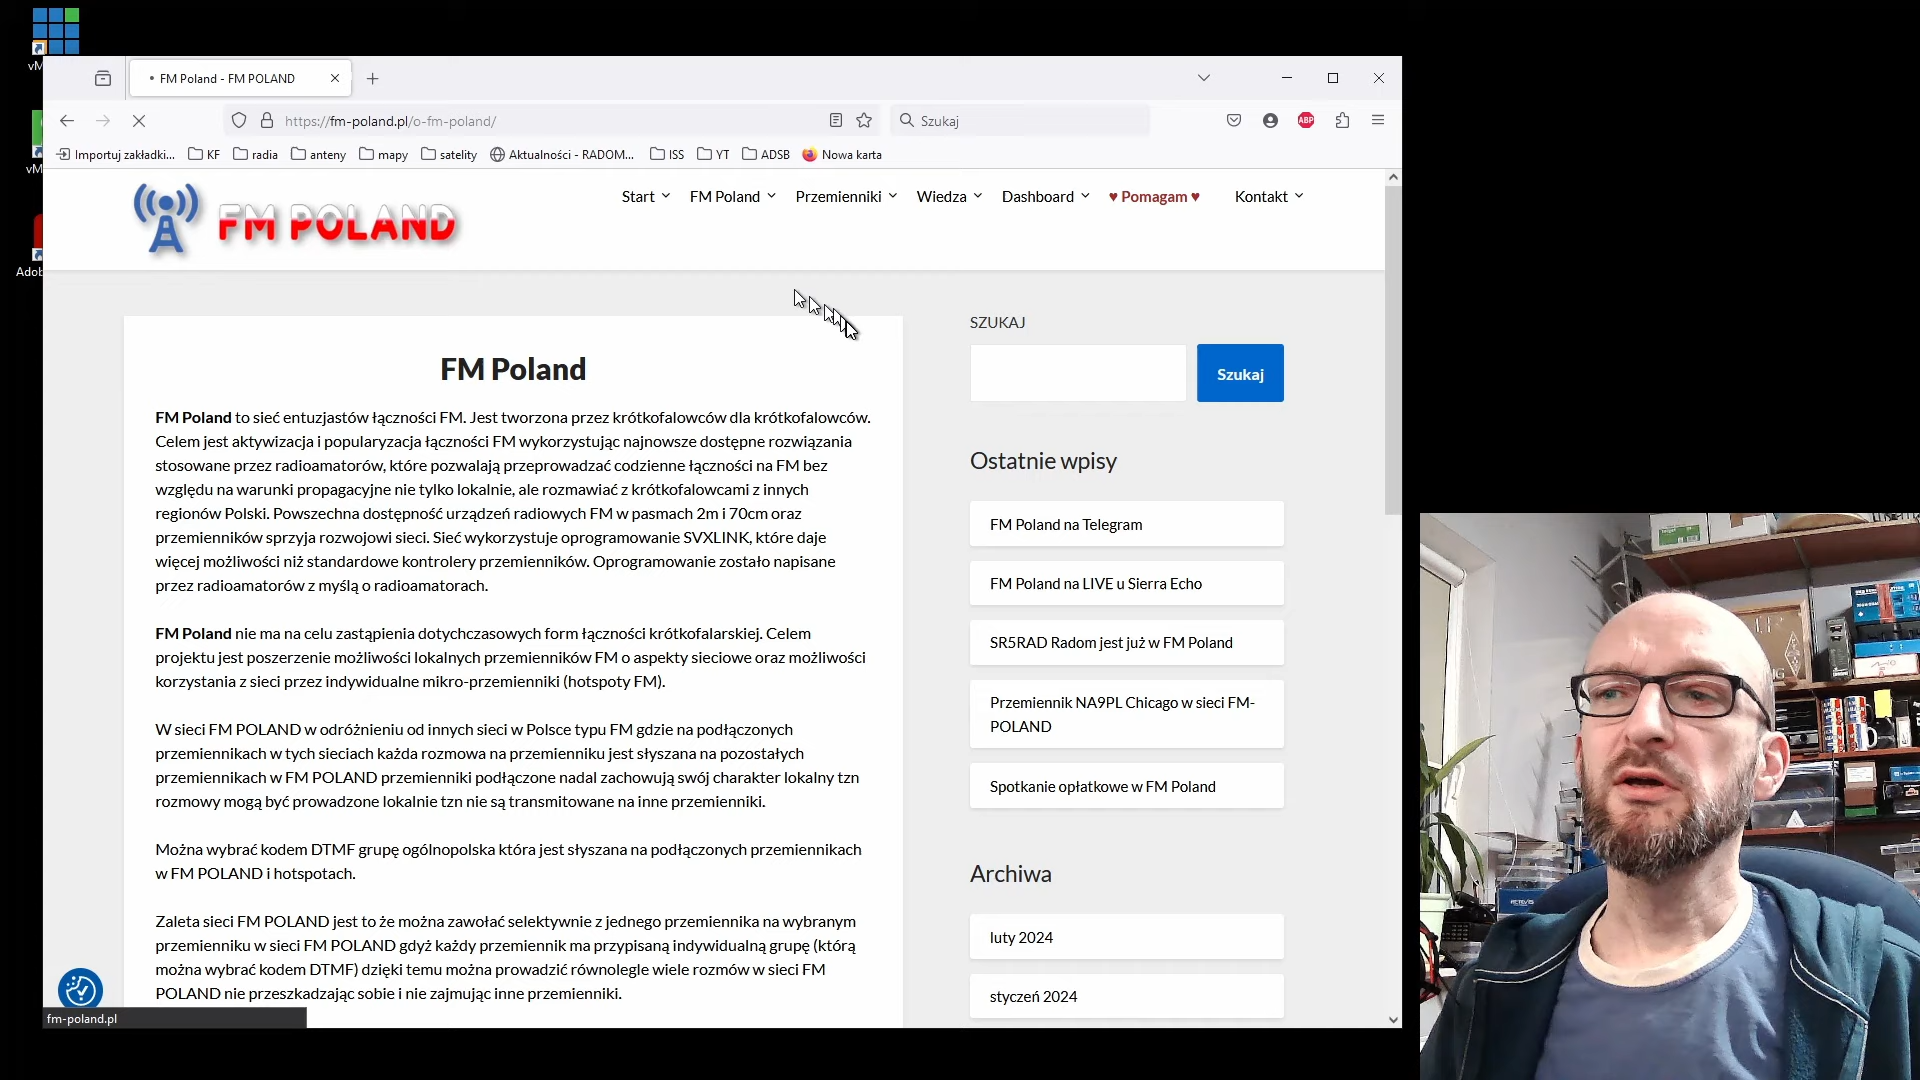 FM Poland - FM POLAND
https://fm-poland.pl/o-fm-poland/
Szukaj
ABP
Importuj zakładki...
KF
radia
anteny
mapy
satelity
Aktualności - RADOM...
ISS
YT
ADSB
Nowa karta
FM POLAND
Start
FM Poland
Przemienniki
Wiedza
Dashboard
♥ Pomagam ♥
Kontakt
FM Poland
FM Poland to sieć entuzjastów łączności FM. Jest tworzona przez krótkofalowców dla krótkofalowców.
Celem jest aktywizacja i popularyzacja łączności FM wykorzystując najnowsze dostępne rozwiązania
stosowane przez radioamatorów, które pozwalają przeprowadzać codzienne łączności na FM bez
względu na warunki propagacyjne nie tylko lokalnie, ale rozmawiać z krótkofalowcami z innych
regionów Polski. Powszechna dostępność urządzeń radiowych FM w pasmach 2m i 70cm oraz
przemienników sprzyja rozwojowi sieci. Sieć wykorzystuje oprogramowanie SVXLINK, które daje
więcej możliwości niż standardowe kontrolery przemienników. Oprogramowanie zostało napisane
przez radioamatorów z myślą o radioamatorach.
FM Poland nie ma na celu zastąpienia dotychczasowych form łączności krótkofalarskiej. Celem
projektu jest poszerzenie możliwości lokalnych przemienników FM o aspekty sieciowe oraz możliwości
korzystania z sieci przez indywidualne mikro-przemienniki (hotspoty FM).
W sieci FM POLAND w odróżnieniu od innych sieci w Polsce typu FM gdzie na podłączonych
przemiennikach w tych sieciach każda rozmowa na przemienniku jest słyszana na pozostałych
przemiennikach w FM POLAND przemienniki podłączone nadal zachowują swój charakter lokalny tzn
rozmowy mogą być prowadzone lokalnie tzn nie są transmitowane na inne przemienniki.
Można wybrać kodem DTMF grupę ogólnopolska która jest słyszana na podłączonych przemiennikach
w FM POLAND i hotspotach.
Zaleta sieci FM POLAND jest to że można zawołać selektywnie z jednego przemiennika na wybranym
przemienniku w sieci FM POLAND gdyż każdy przemiennik ma przypisaną indywidualną grupę (którą
można wybrać kodem DTMF) dzięki temu można prowadzić równolegle wiele rozmów w sieci FM
POLAND nie przeszkadzając sobie i nie zajmując inne przemienniki.
SZUKAJ
Szukaj
Ostatnie wpisy
FM Poland na Telegram
FM Poland na LIVE u Sierra Echo
SR5RAD Radom jest już w FM Poland
Przemiennik NA9PL Chicago w sieci FM-
POLAND
Spotkanie opłatkowe w FM Poland
Archiwa
luty 2024
styczeń 2024
fm-poland.pl